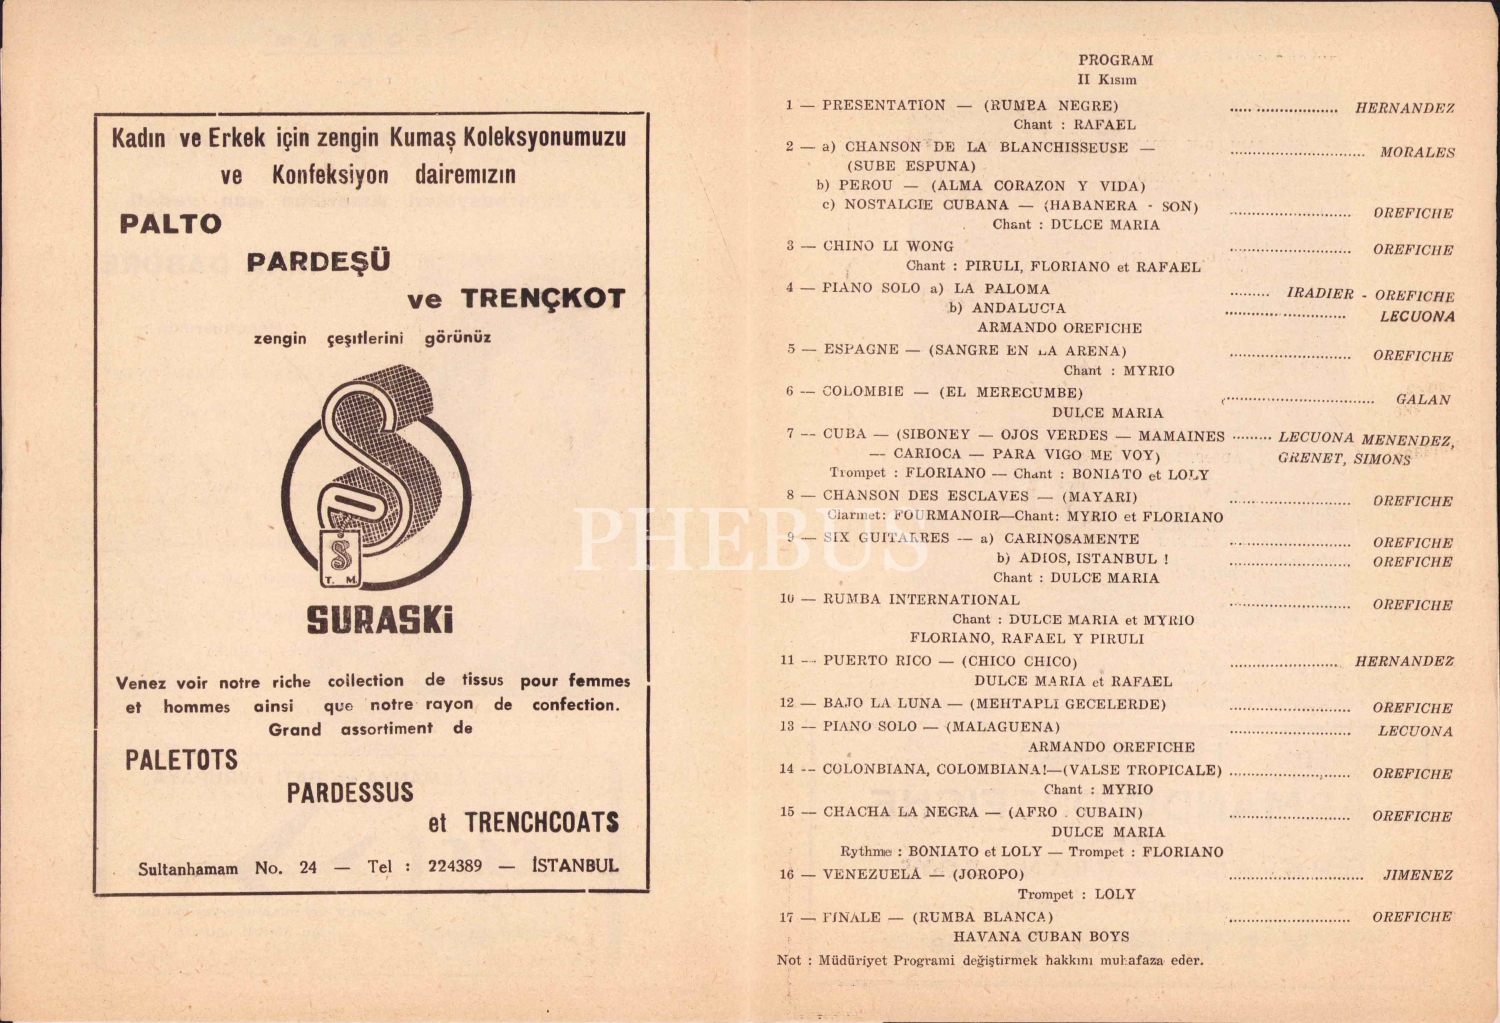 Kadın ve Erkek için zengin Kumaş Koleksiyonumuzu
ve Konfeksiyon dairemızın
PALTO
PARDEŞÜ
ve TRENÇKOT
zengin çeşıtlerini görünüz
S
T. M.
SURASKİ
Venez voir notre riche collection de tissus pour femmes
et hommes ainsi que notre rayon de confection.
Grand assortiment de
PALETOTS
PARDESSUS
et TRENCHCOATS
Sultanhamam No. 24 — Tel : 224389 — İSTANBUL
PROGRAM
II Kısım
1 — PRESENTATION — (RUMBA NEGRE) ..................... HERNANDEZ
Chant : RAFAEL
2 — a) CHANSON DE LA BLANCHISSEUSE — ..................... MORALES
(SUBE ESPUNA)
b) PEROU — (ALMA CORAZON Y VIDA)
c) NOSTALGIE CUBANA — (HABANERA - SON) ..................... OREFICHE
Chant : DULCE MARIA
3 — CHINO LI WONG ..................... OREFICHE
Chant : PIRULI, FLORIANO et RAFAEL
4 — PIANO SOLO a) LA PALOMA ......... IRADIER - OREFICHE
b) ANDALUCIA ..................... LECUONA
ARMANDO OREFICHE
5 — ESPAGNE — (SANGRE EN LA ARENA) ..................... OREFICHE
Chant : MYRIO
6 — COLOMBIE — (EL MERECUMBE) ..................... GALAN
DULCE MARIA
7 — CUBA — (SIBONEY — OJOS VERDES — MAMAINES ......... LECUONA MENENDEZ,
— CARIOCA — PARA VIGO ME VOY) GRENET, SIMONS
Trompet : FLORIANO — Chant : BONIATO et LOLY
8 — CHANSON DES ESCLAVES — (MAYARI) ..................... OREFICHE
Clarinet: FOURMANOIR—Chant: MYRIO et FLORIANO
9 — SIX GUITARRES — a) CARINOSAMENTE ..................... OREFICHE
b) ADIOS, ISTANBUL ! ..................... OREFICHE
Chant : DULCE MARIA
10 — RUMBA INTERNATIONAL ..................... OREFICHE
Chant : DULCE MARIA et MYRIO
FLORIANO, RAFAEL Y PIRULI
11 — PUERTO RICO — (CHICO CHICO) ..................... HERNANDEZ
DULCE MARIA et RAFAEL
12 — BAJO LA LUNA — (MEHTAPLI GECELERDE) ..................... OREFICHE
13 — PIANO SOLO — (MALAGUENA) ..................... LECUONA
ARMANDO OREFICHE
14 — COLONBIANA, COLOMBIANA!—(VALSE TROPICALE) ..................... OREFICHE
Chant : MYRIO
15 — CHACHA LA NEGRA — (AFRO . CUBAIN) ..................... OREFICHE
DULCE MARIA
Rythme : BONIATO et LOLY — Trompet : FLORIANO
16 — VENEZUELA — (JOROPO) ..................... JIMENEZ
Trompet : LOLY
17 — FINALE — (RUMBA BLANCA) ..................... OREFICHE
HAVANA CUBAN BOYS
Not : Müdüriyet Programi değiştirmek hakkını muhafaza eder.
PHEBUS